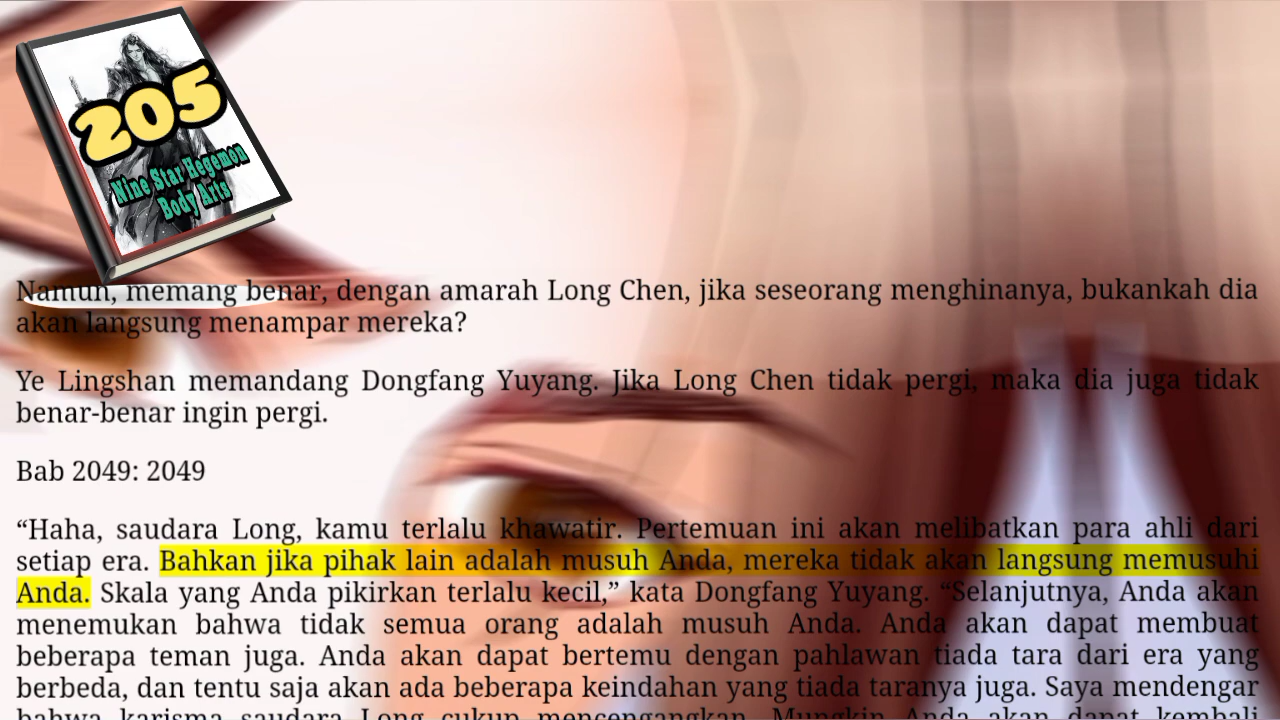 205
Nine Star Hegemon
Body Arts
Namun, memang benar, dengan amarah Long Chen, jika seseorang menghinanya, bukankah dia
akan langsung menampar mereka?
Ye Lingshan memandang Dongfang Yuyang. Jika Long Chen tidak pergi, maka dia juga tidak
benar-benar ingin pergi.
Bab 2049: 2049
“Haha, saudara Long, kamu terlalu khawatir. Pertemuan ini akan melibatkan para ahli dari
setiap era. Bahkan jika pihak lain adalah musuh Anda, mereka tidak akan langsung memusuhi
Anda. Skala yang Anda pikirkan terlalu kecil,” kata Dongfang Yuyang. “Selanjutnya, Anda akan
menemukan bahwa tidak semua orang adalah musuh Anda. Anda akan dapat membuat
beberapa teman juga. Anda akan dapat bertemu dengan pahlawan tiada tara dari era yang
berbeda, dan tentu saja akan ada beberapa keindahan yang tiada taranya juga. Saya mendengar
bahwa karisma saudara Long cukup mencengangkan. Mungkin Anda akan dapat kembali